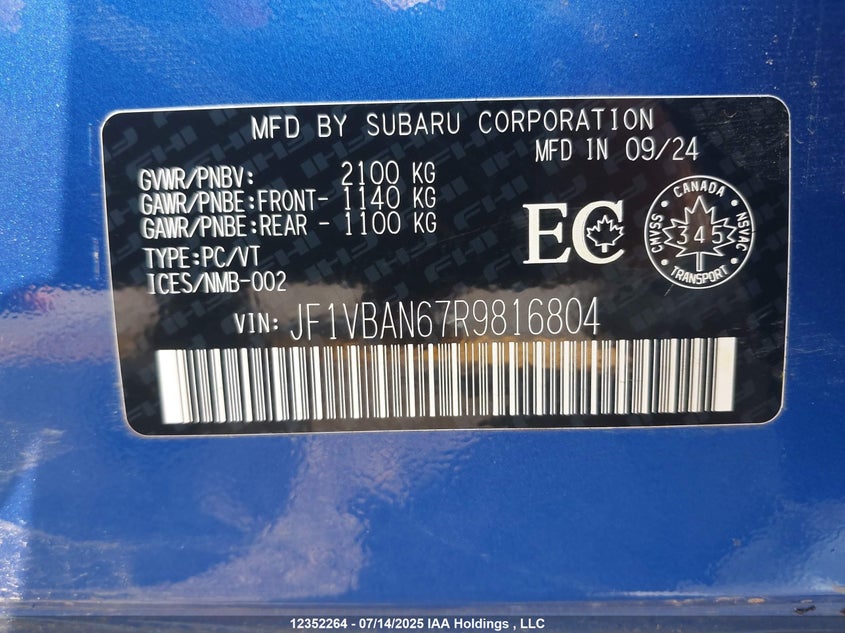 MFD BY SUBARU CORPORATION
MFD IN 09/24
GVWR/PNBV: 2100 KG
GAWR/PNBE:FRONT- 1140 KG
GAWR/PNBE:REAR - 1100 KG
TYPE:PC/VT
ICES/NMB-002
EC
CANADA
CMVSS
345
NSVAC
TRANSPORT
VIN: JF1VBAN67R9816804
12352264 - 07/14/2025 IAA Holdings , LLC